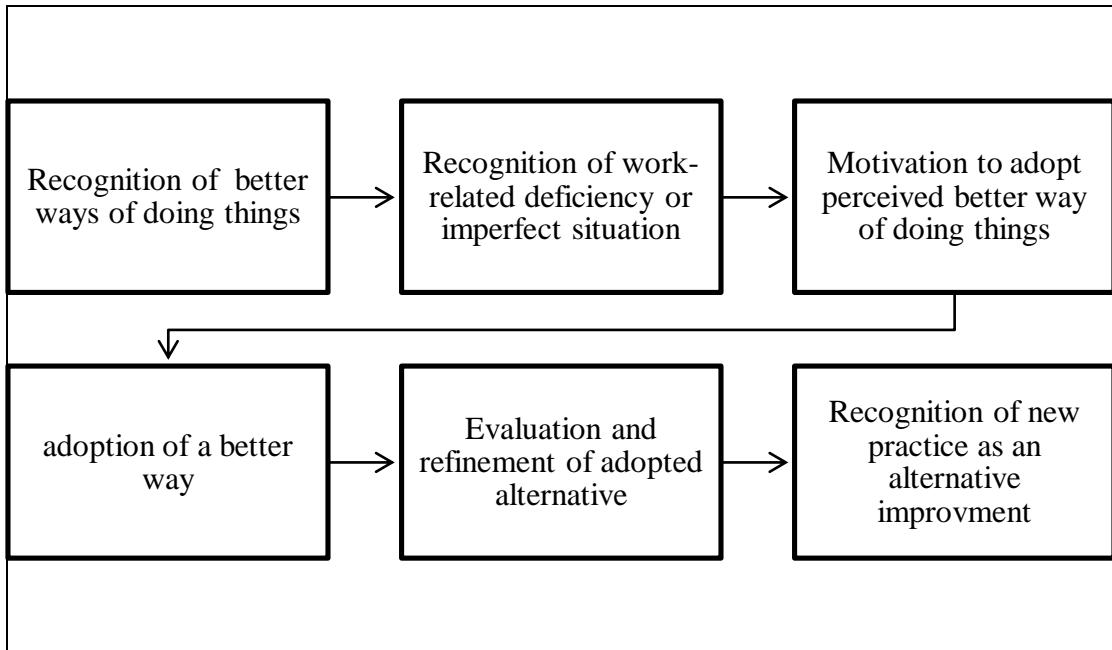 Recognition of better
ways of doing things
Recognition of work-
related deficiency or
imperfect situation
Motivation to adopt
perceived better way
of doing things
adoption of a better
way
Evaluation and
refinement of adopted
alternative
Recognition of new
practice as an
alternative
improvment